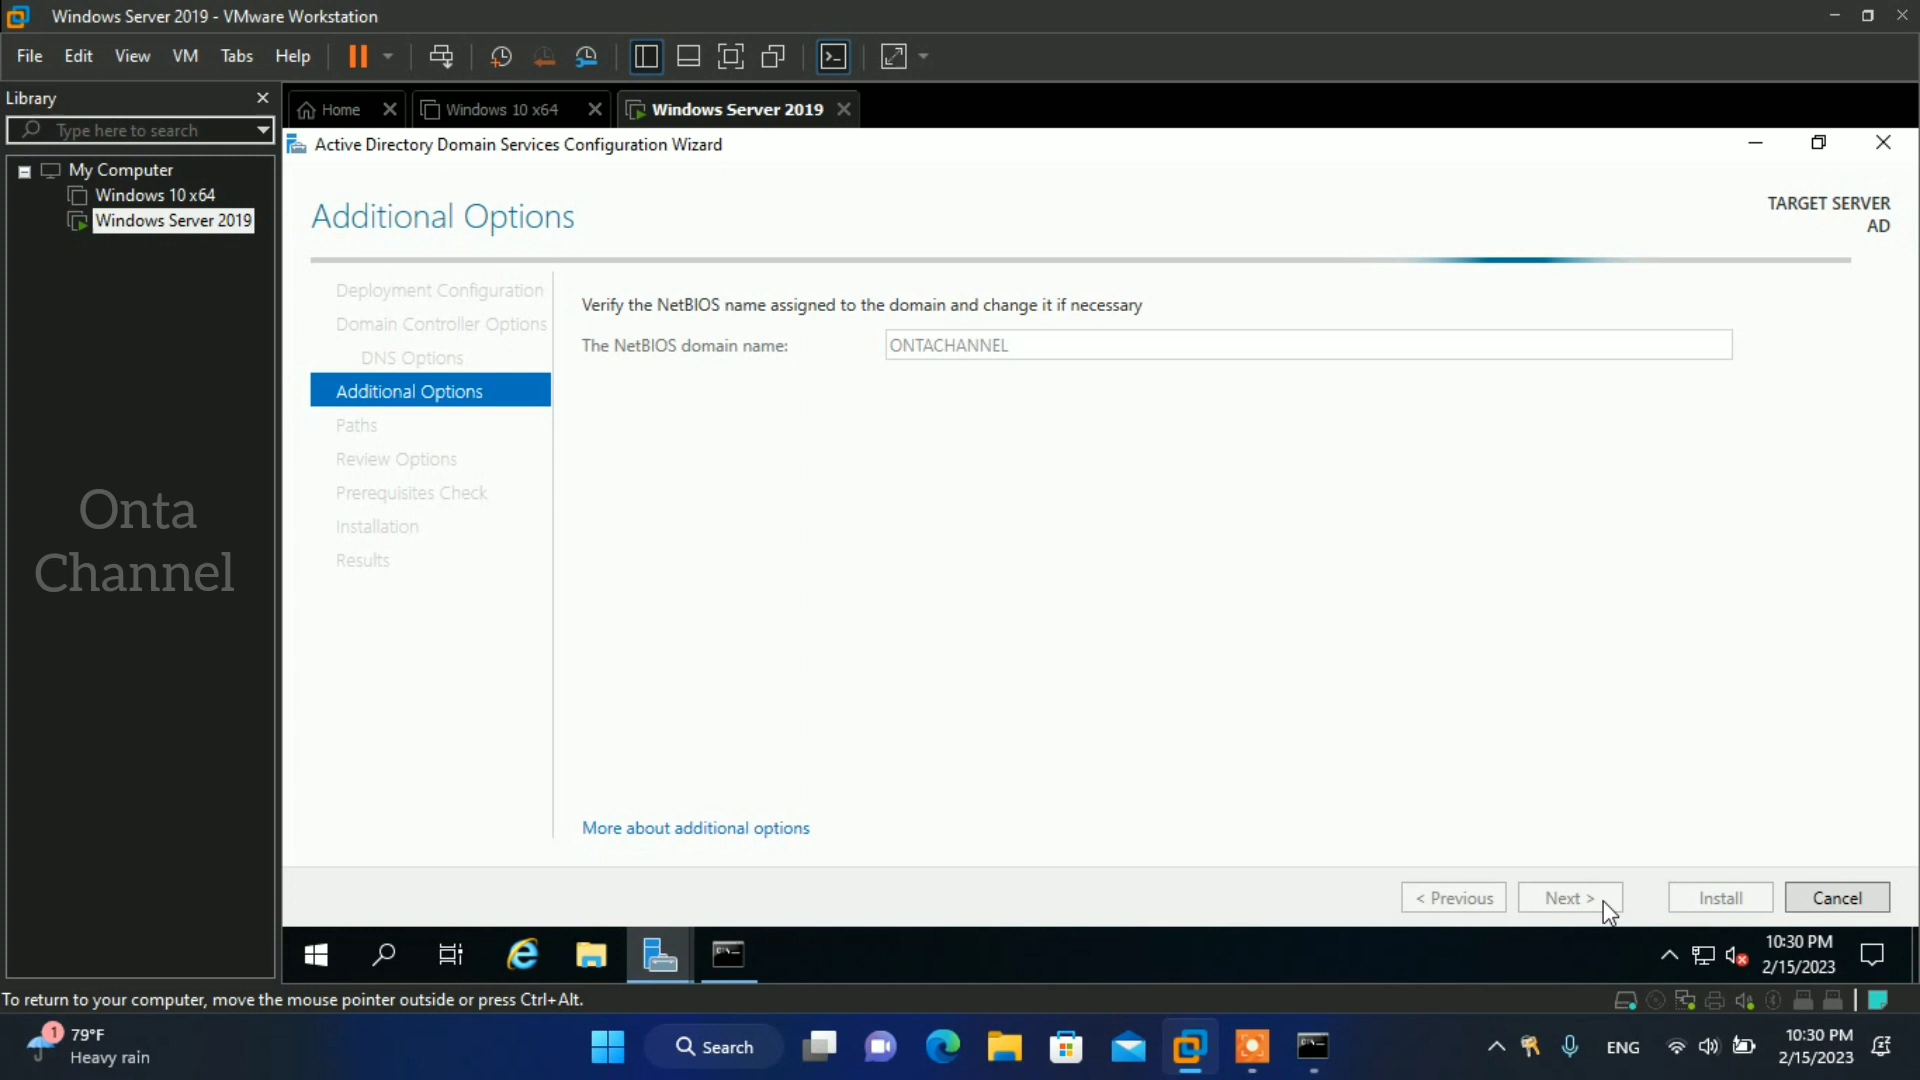 Windows Server 2019 - VMware Workstation
File Edit View VM Tabs Help
Library
Type here to search
My Computer
Windows 10 x64
Windows Server 2019
Onta
Channel
Home
Windows 10 x64
Windows Server 2019
Active Directory Domain Services Configuration Wizard
Additional Options
TARGET SERVER
AD
Deployment Configuration
Domain Controller Options
DNS Options
Additional Options
Paths
Review Options
Prerequisites Check
Installation
Results
Verify the NetBIOS name assigned to the domain and change it if necessary
The NetBIOS domain name: ONTACHANNEL
More about additional options
< Previous Next > Install Cancel
10:30 PM
2/15/2023
To return to your computer, move the mouse pointer outside or press Ctrl+Alt.
1
79°F
Heavy rain
Search
ENG
10:30 PM
2/15/2023